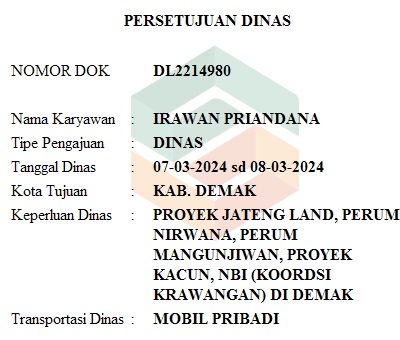 PERSETUJUAN DINAS
NOMOR DOK DL2214980
Nama Karyawan : IRAWAN PRIANDANA
Tipe Pengajuan : DINAS
Tanggal Dinas : 07-03-2024 sd 08-03-2024
Kota Tujuan : KAB. DEMAK
Keperluan Dinas : PROYEK JATENG LAND, PERUM
NIRWANA, PERUM
MANGUNJIWAN, PROYEK
KACUN, NBI (KOORDSI
KRAWANGAN) DI DEMAK
Transportasi Dinas : MOBIL PRIBADI